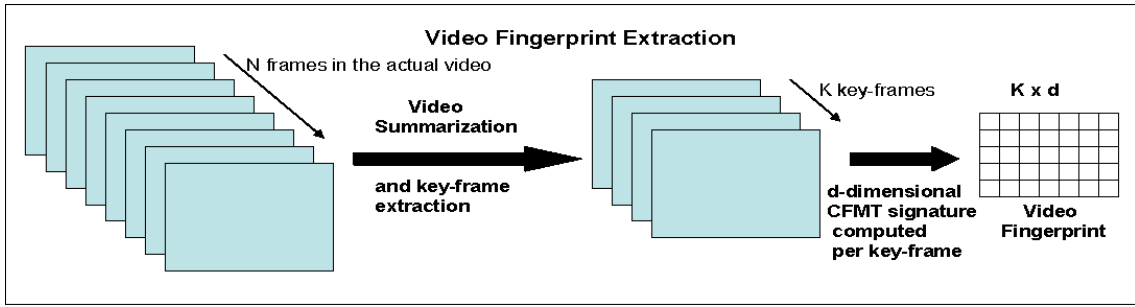 Video Fingerprint Extraction
N frames in the actual video
Video
Summarization
and key-frame
extraction
K key-frames
d-dimensional
CFMT signature
computed
per key-frame
K x d
Video
Fingerprint